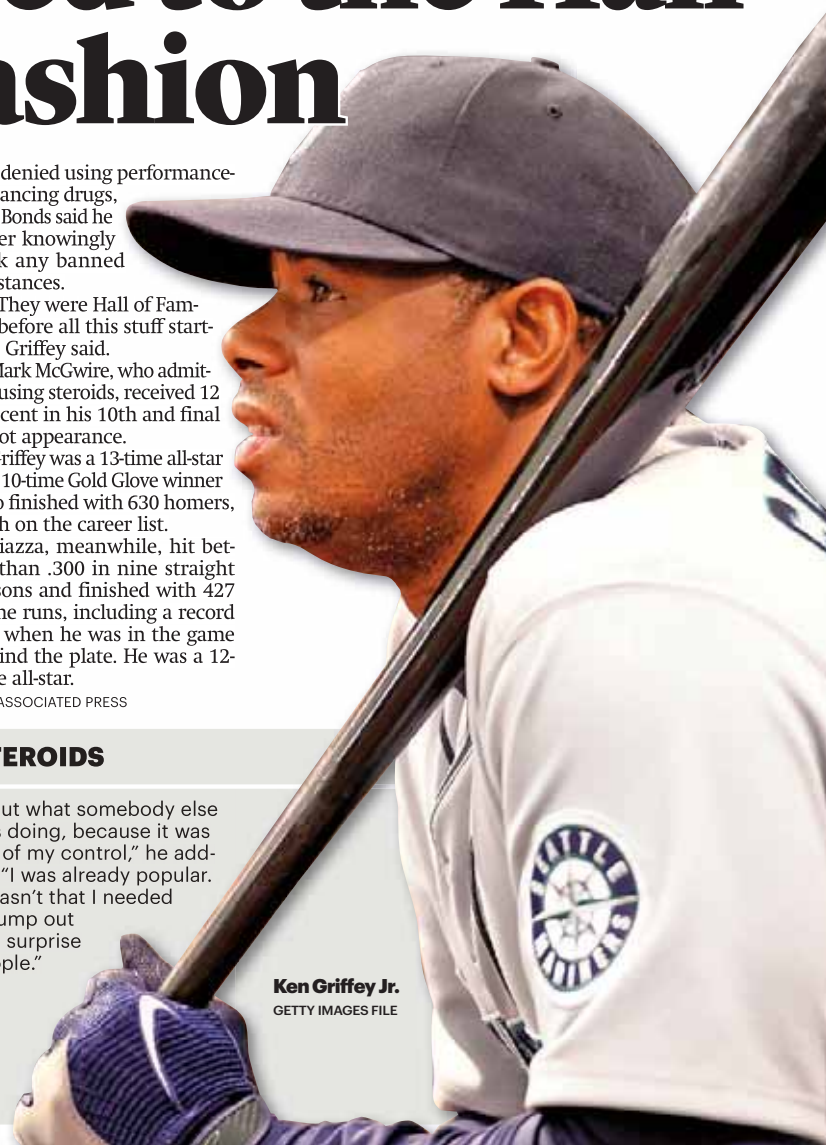 ashion
denied using performance-
ancing drugs,
Bonds said he
er knowingly
k any banned
stances.
They were Hall of Fam-
before all this stuff start-
Griffey said.
Mark McGwire, who admit-
using steroids, received 12
cent in his 10th and final
ot appearance.
Griffey was a 13-time all-star
10-time Gold Glove winner
o finished with 630 homers,
h on the career list.
iazza, meanwhile, hit bet-
than .300 in nine straight
sons and finished with 427
me runs, including a record
when he was in the game
ind the plate. He was a 12-
e all-star.
ASSOCIATED PRESS
TEROIDS
ut what somebody else
s doing, because it was
of my control,” he add-
“I was already popular.
asn’t that I needed
ump out
surprise
ple.”
Ken Griffey Jr.
GETTY IMAGES FILE
SEATTLE
MARINERS